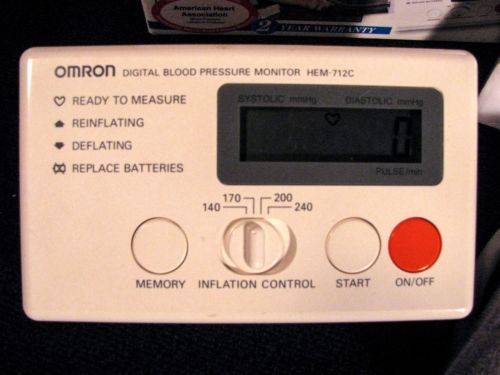 American Heart
Association
2 YEAR WARRANTY
OMRON DIGITAL BLOOD PRESSURE MONITOR HEM-712C
READY TO MEASURE
REINFLATING
DEFLATING
REPLACE BATTERIES
SYSTOLIC mmHg DIASTOLIC mmHg
0
PULSE/min
140 170 200 240
MEMORY INFLATION CONTROL START ON/OFF